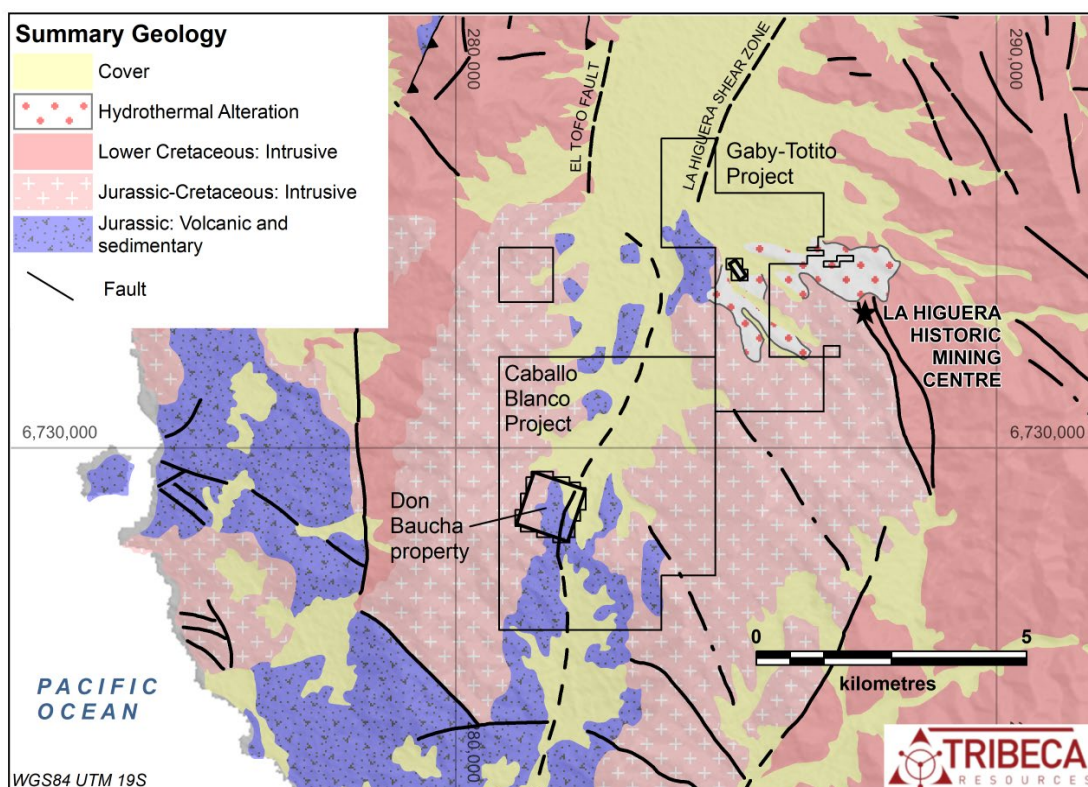 Summary Geology
Cover
Hydrothermal Alteration
Lower Cretaceous: Intrusive
Jurassic-Cretaceous: Intrusive
Jurassic: Volcanic and
sedimentary
Fault
280,000
290,000
EL TOFO FAULT
LA HIGUERA SHEAR ZONE
Gaby-Totito
Project
LA HIGUERA
HISTORIC
MINING
CENTRE
Caballo
Blanco
Project
6,730,000
6,730,000
Don
Baucha
property
0
5
kilometres
PACIFIC
OCEAN
280,000
WGS84 UTM 19S
TRIBECA
RESOURCES